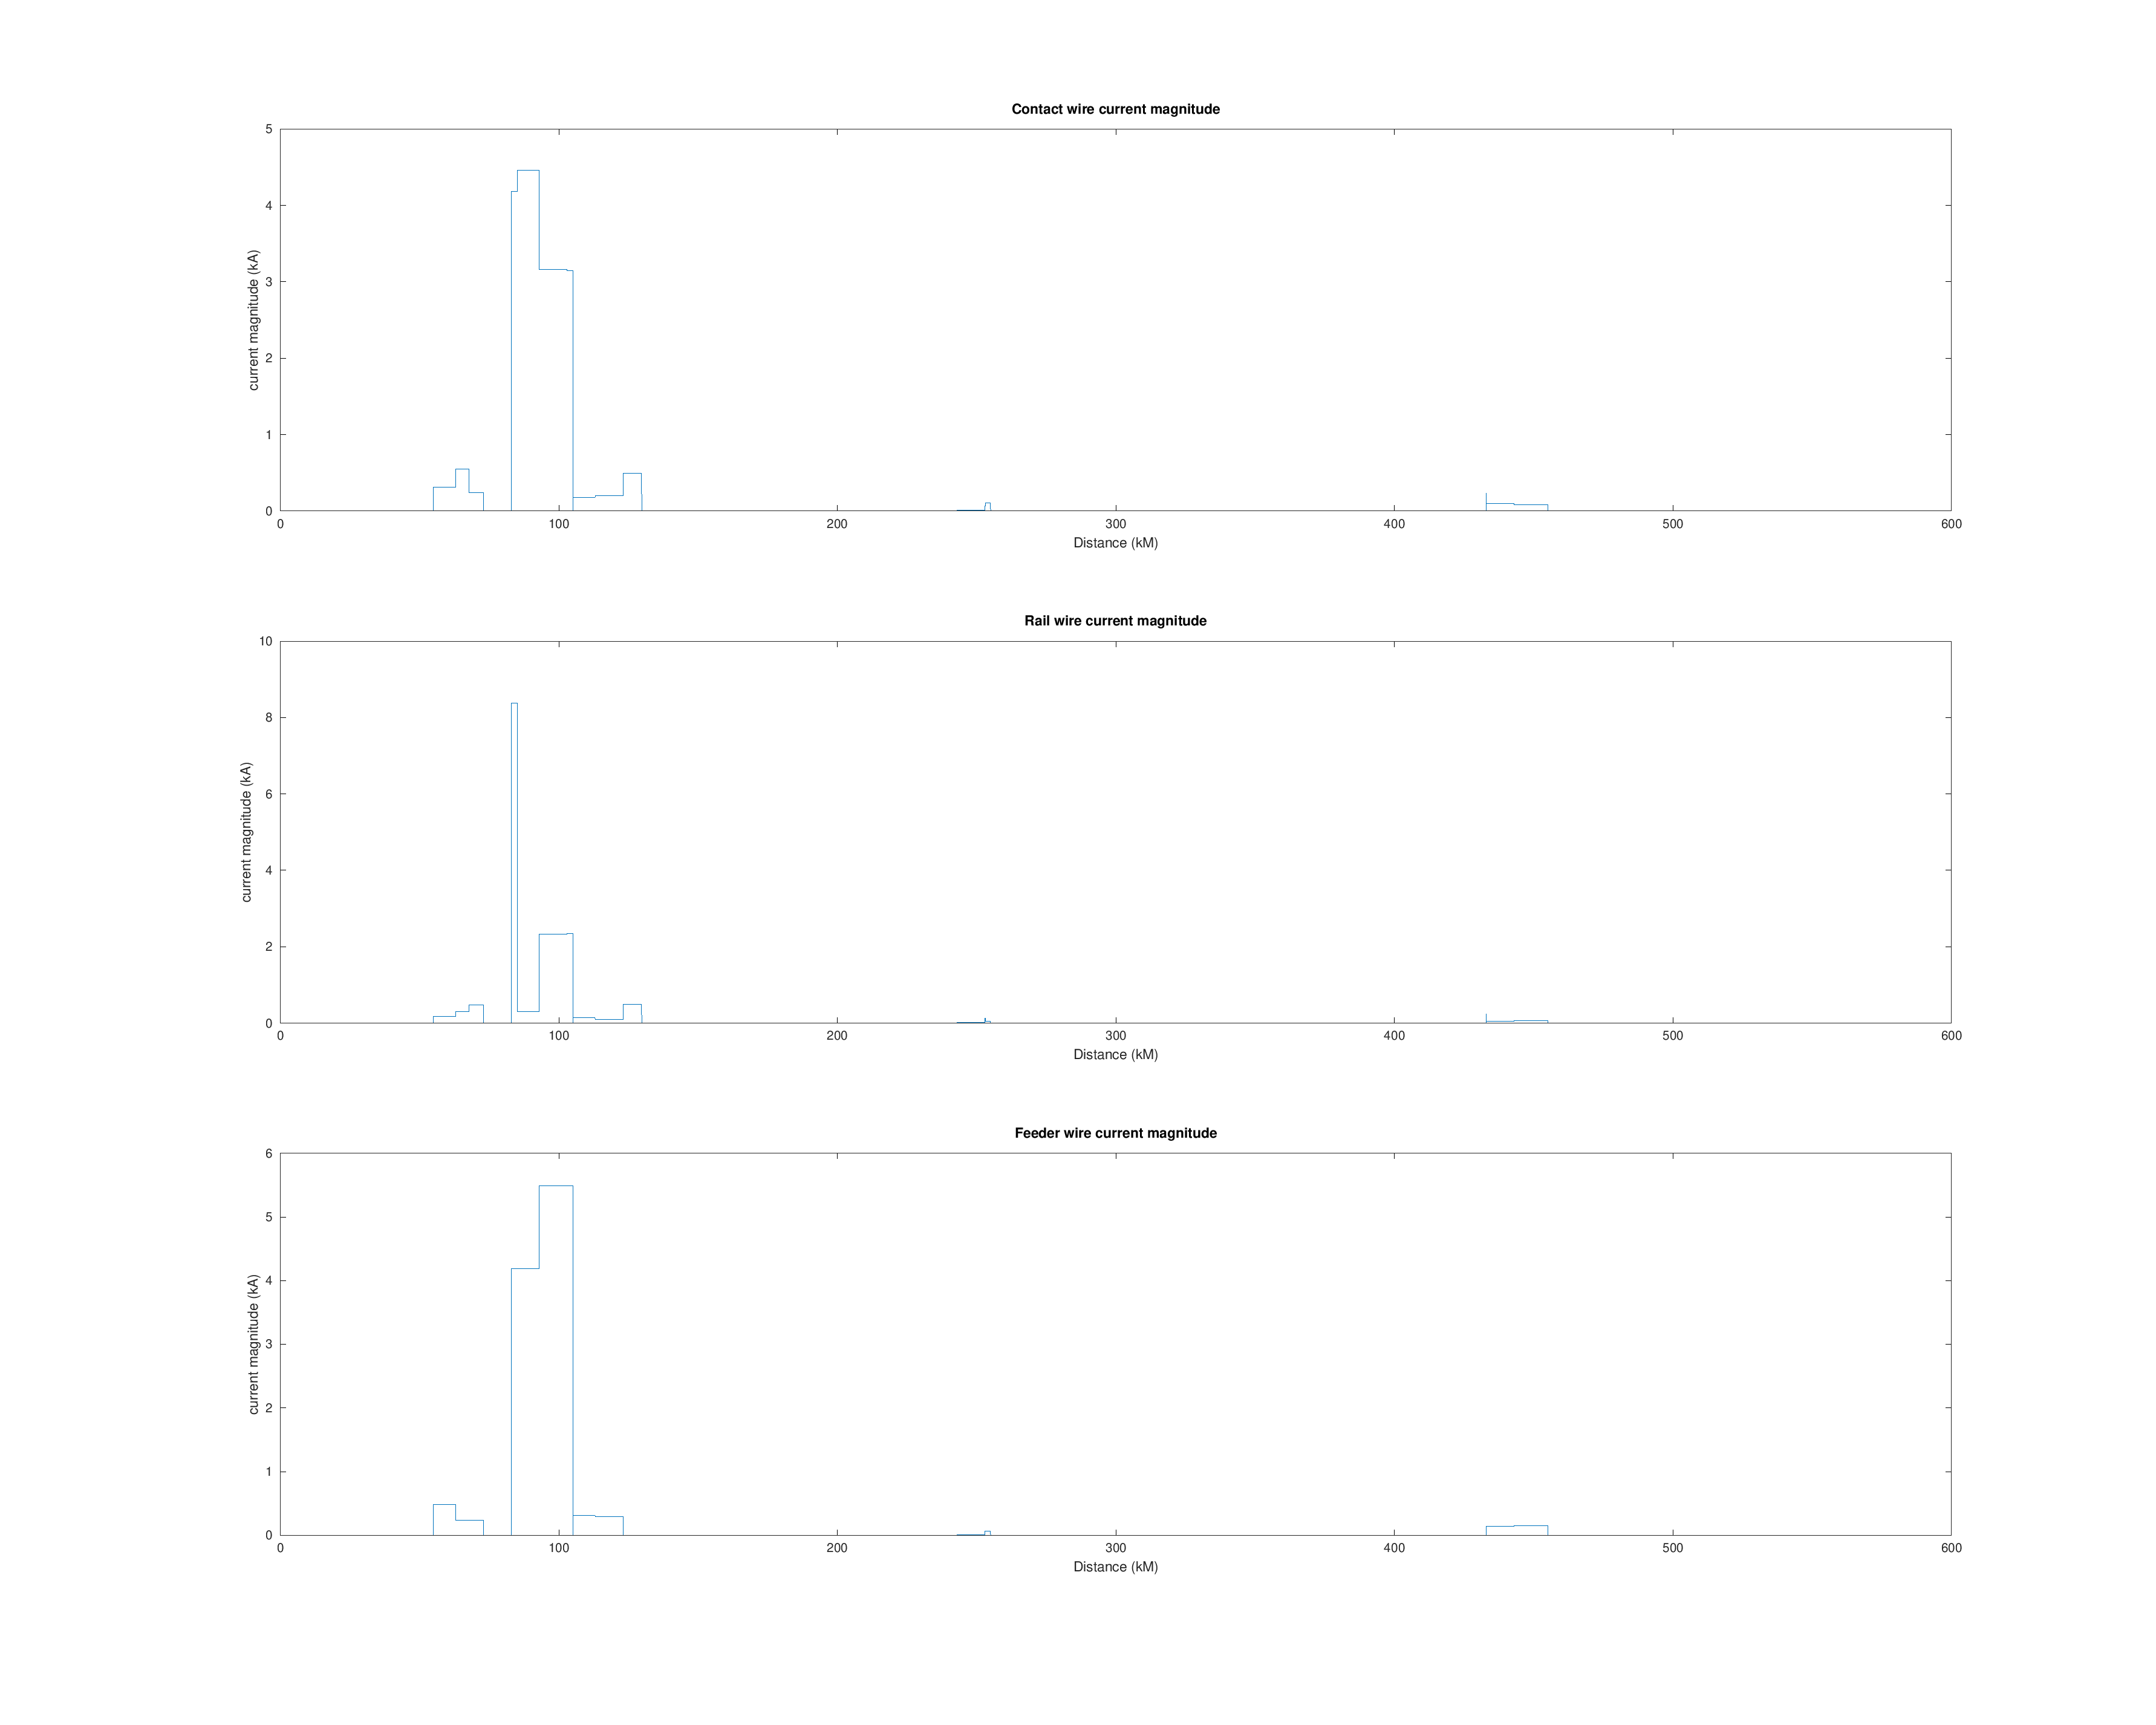 Contact wire current magnitude
5
4
3
2
1
0
current magnitude (kA)
0 100 200 300 400 500 600
Distance (kM)
Rail wire current magnitude
10
8
6
4
2
0
current magnitude (kA)
0 100 200 300 400 500 600
Distance (kM)
Feeder wire current magnitude
6
5
4
3
2
1
0
current magnitude (kA)
0 100 200 300 400 500 600
Distance (kM)